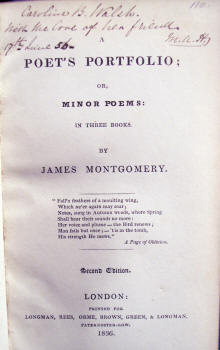 Caroline B. Walsh.
With the love of her friend
17th June 56
A
POET'S PORTFOLIO;
OR,
MINOR POEMS:
IN THREE BOOKS.
BY
JAMES MONTGOMERY.
"Fall'n feathers of a moulting wing,
Which ne'er again may soar;
Notes, sung in Autumn woods, where Spring
Shall hear their sounds no more:
Her voice and plume—the Bird renews;
Man fails but once;—'tis in the tomb,
His strength He mews."
A Page of Oblivion.
Second Edition.
LONDON:
PRINTED FOR
LONGMAN, REES, ORME, BROWN, GREEN, & LONGMAN.
PATERNOSTER-ROW.
1836.